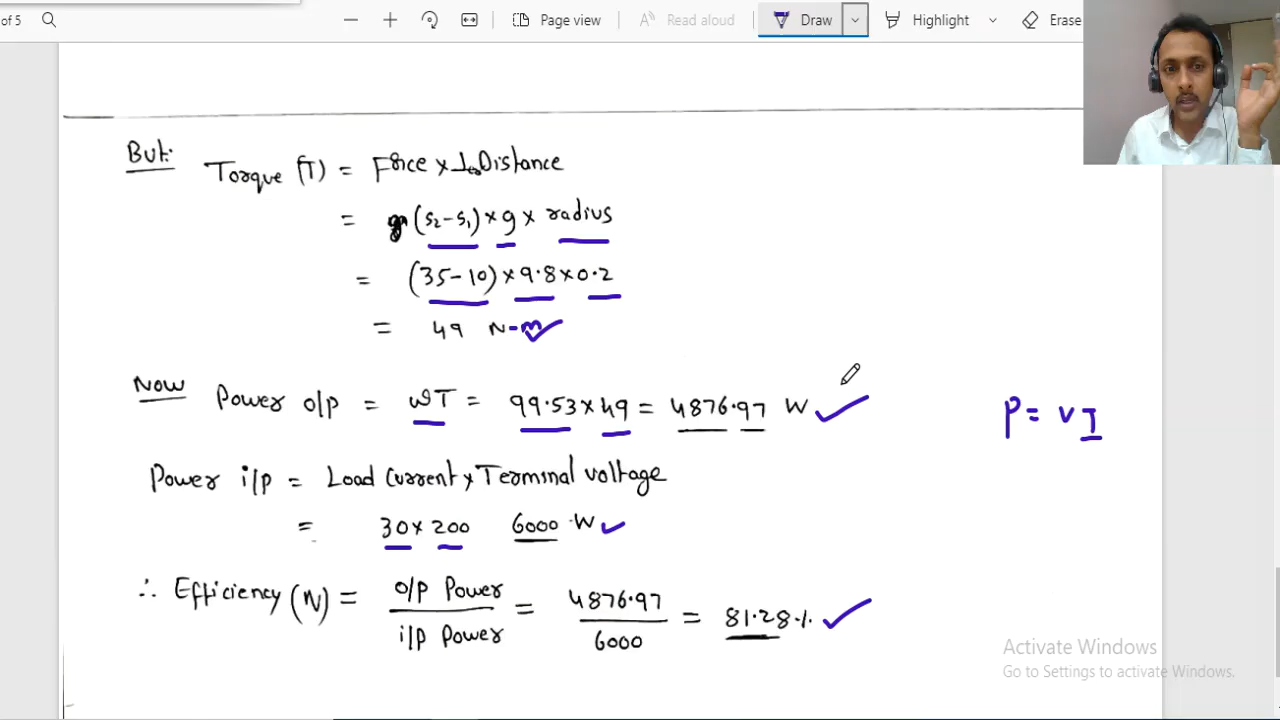 of 5
Page view
Read aloud
Draw
Highlight
Erase
But:
Torque (T) = Force × ⊥ Distance
= (S₂-S₁) × g × radius
= (35-10) × 9.8 × 0.2
= 49 N-m
Now Power o/p = ωT = 99.53 × 49 = 4876.97 W
P = VI
Power i/p = Load Current × Terminal voltage
= 30 × 200 6000 W
∴ Efficiency (η) = o/p Power / i/p Power = 4876.97 / 6000 = 81.28 %.
Activate Windows
Go to Settings to activate Windows.